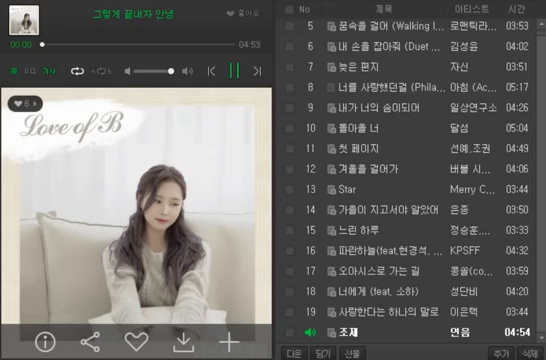 그렇게 끝내자 안녕
좋아요
00:00 04:53
EQ 가사
6
Love of B
No 제목 아티스트 시간
5 꿈속을 걸어 (Walking I... 로맨틱라... 03:53
6 내 손을 잡아줘 (Duet ... 김성윤 04:02
7 늦은 편지 자신 03:51
8 너를 사랑했던걸 (Phila... 마침 (Ac... 05:17
9 내가 너의 숨이되어 일상연구소 04:26
10 돌아올 너 달섬 05:04
11 첫 페이지 선예,조권 04:49
12 겨울을 걸어가 버블 시... 04:06
13 Star Merry C... 03:44
14 가을이 지고서야 알았어 은종 03:50
15 느린 하루 정승훈.... 03:33
16 파란하늘(feat,현경석. ... KPSFF 04:32
17 오아시스로 가는 길 콩쏠(co,... 03:59
18 너에게 (feat, 소하) 성단비 04:20
19 사랑한다는 하나의 말로 이은택 03:44
조제 연음 04:54
다운 담기 선물 추가 삭제